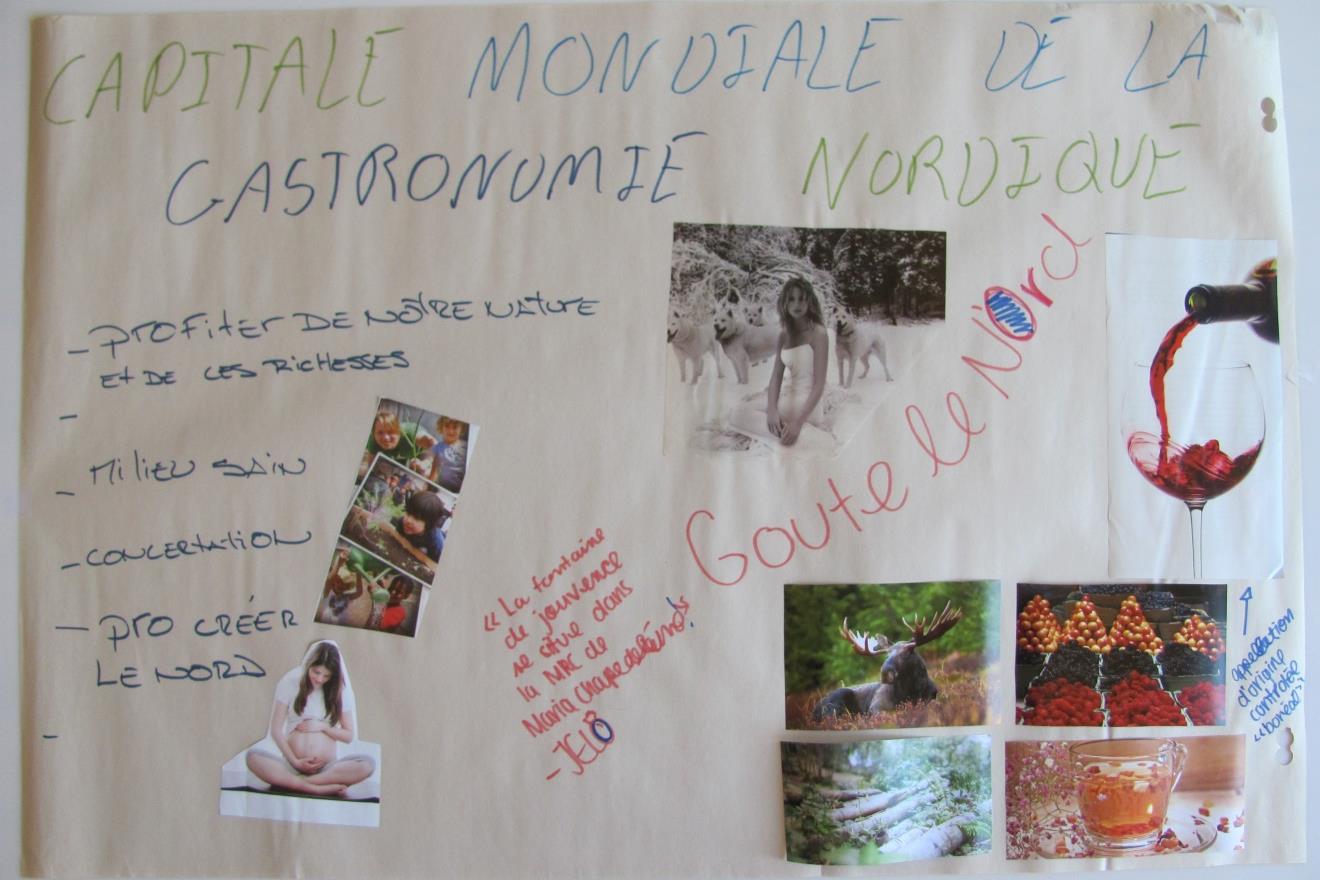 CAPITALE MONDIALE DE LA
GASTRONOMIE NORDIQUE
- Profiter DE NÔTRE NATURE
Et DE CES RICHESSES
-
- Milieu SAIN
- CONCERTATION
- PRO CRÉER
LE NORD
-
Goute le Nord
« La fontaine
de jouvence
se situe dans
la MRC de
Maria Chapdelaine »!
- JELO
appellation
d'origine
contrôlée
« boréal »